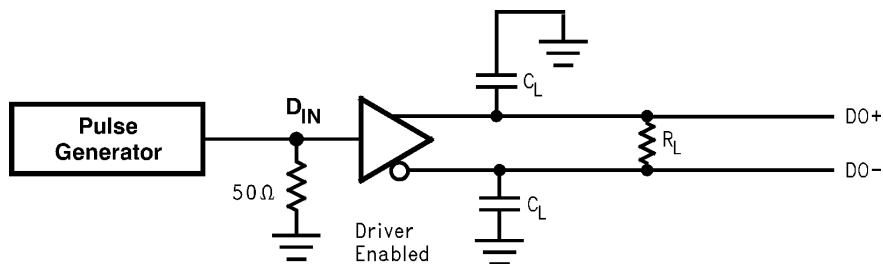 C_L
D_IN
Pulse
Generator
DO+
R_L
50Ω
DO-
C_L
Driver
Enabled